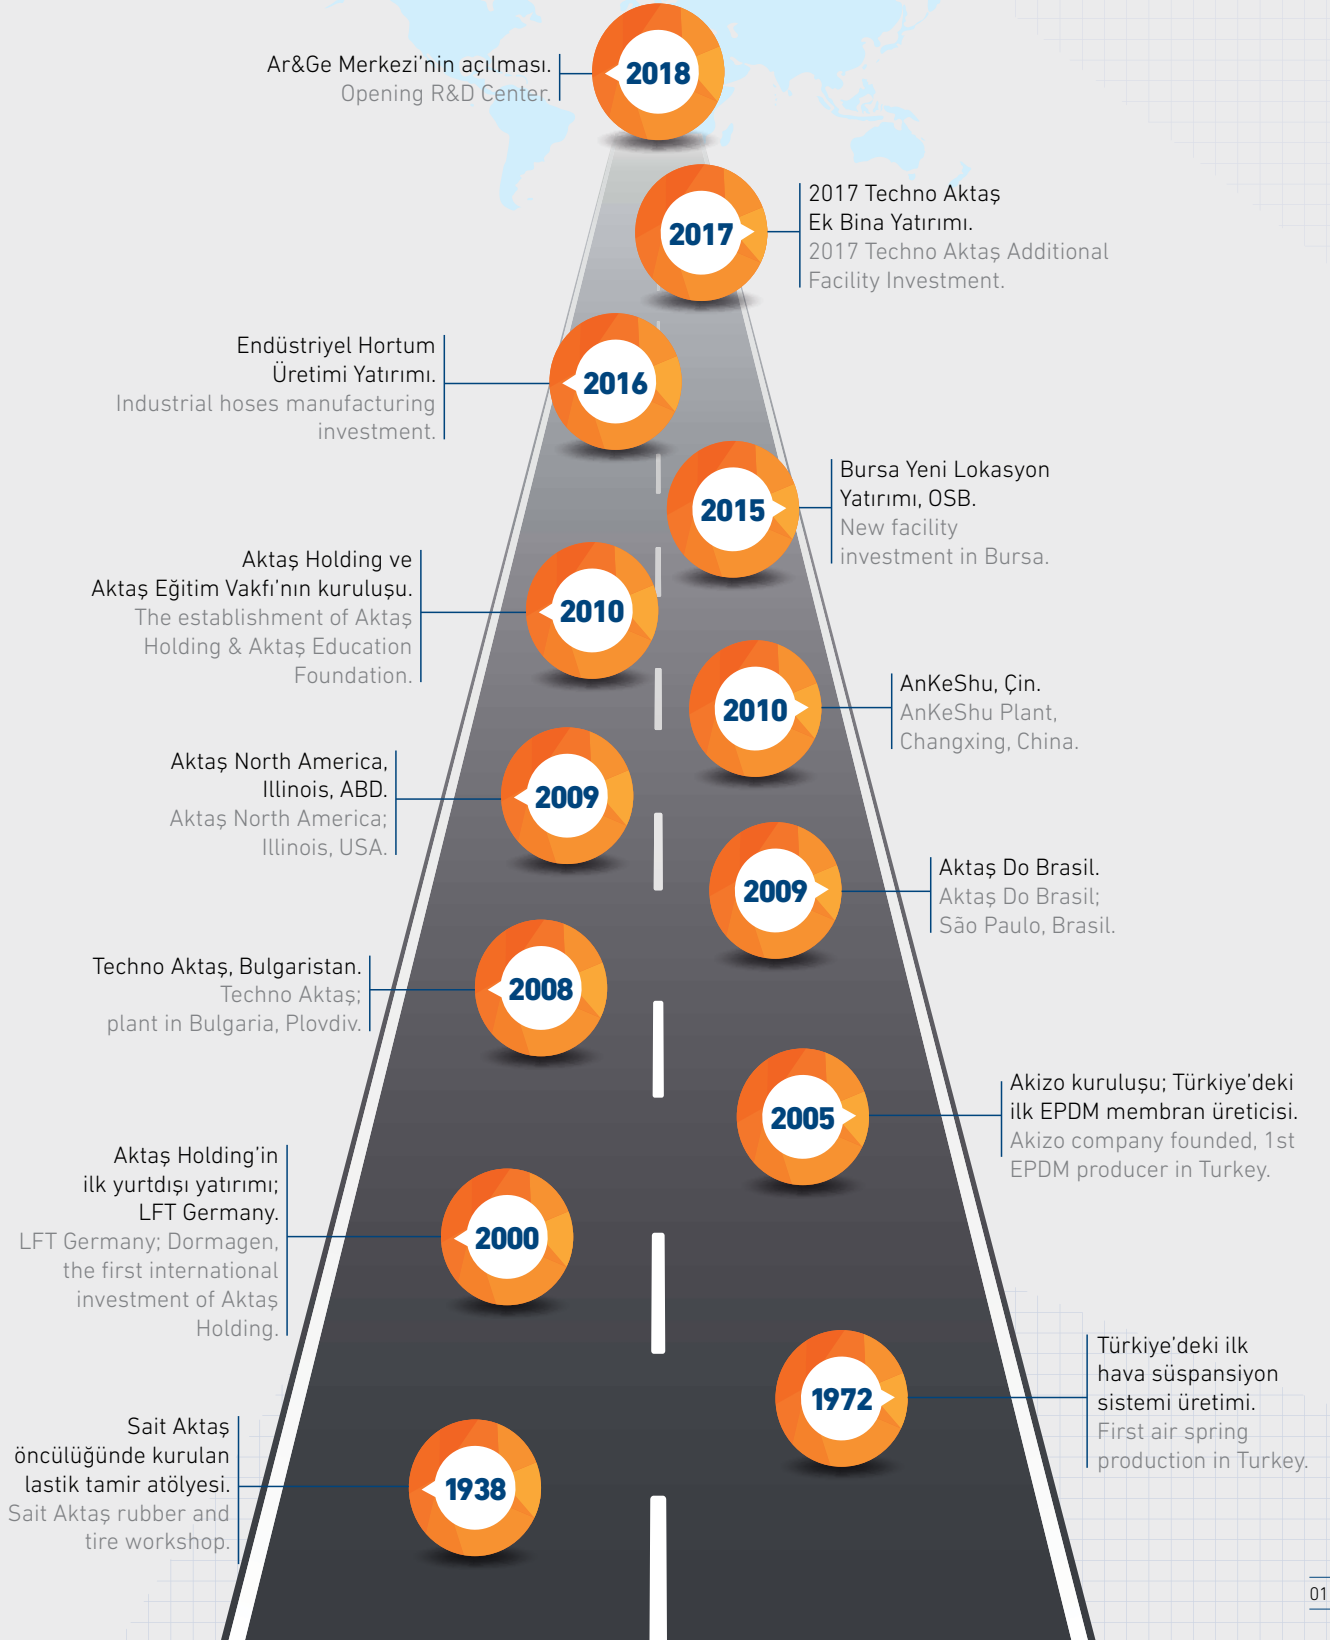 Ar&Ge Merkezi’nin açılması.
Opening R&D Center.
2018
2017
2017 Techno Aktaş
Ek Bina Yatırımı.
2017 Techno Aktaş Additional
Facility Investment.
Endüstriyel Hortum
Üretimi Yatırımı.
Industrial hoses manufacturing
investment.
2016
2015
Bursa Yeni Lokasyon
Yatırımı, OSB.
New facility
investment in Bursa.
Aktaş Holding ve
Aktaş Eğitim Vakfı’nın kuruluşu.
The establishment of Aktaş
Holding & Aktaş Education
Foundation.
2010
2010
AnKeShu, Çin.
AnKeShu Plant,
Changxing, China.
Aktaş North America,
Illinois, ABD.
Aktaş North America;
Illinois, USA.
2009
2009
Aktaş Do Brasil.
Aktaş Do Brasil;
São Paulo, Brasil.
Techno Aktaş, Bulgaristan.
Techno Aktaş;
plant in Bulgaria, Plovdiv.
2008
2005
Akizo kuruluşu; Türkiye’deki
ilk EPDM membran üreticisi.
Akizo company founded, 1st
EPDM producer in Turkey.
Aktaş Holding’in
ilk yurtdışı yatırımı;
LFT Germany.
LFT Germany; Dormagen,
the first international
investment of Aktaş
Holding.
2000
1972
Türkiye’deki ilk
hava süspansiyon
sistemi üretimi.
First air spring
production in Turkey.
Sait Aktaş
öncülüğünde kurulan
lastik tamir atölyesi.
Sait Aktaş rubber and
tire workshop.
1938
01